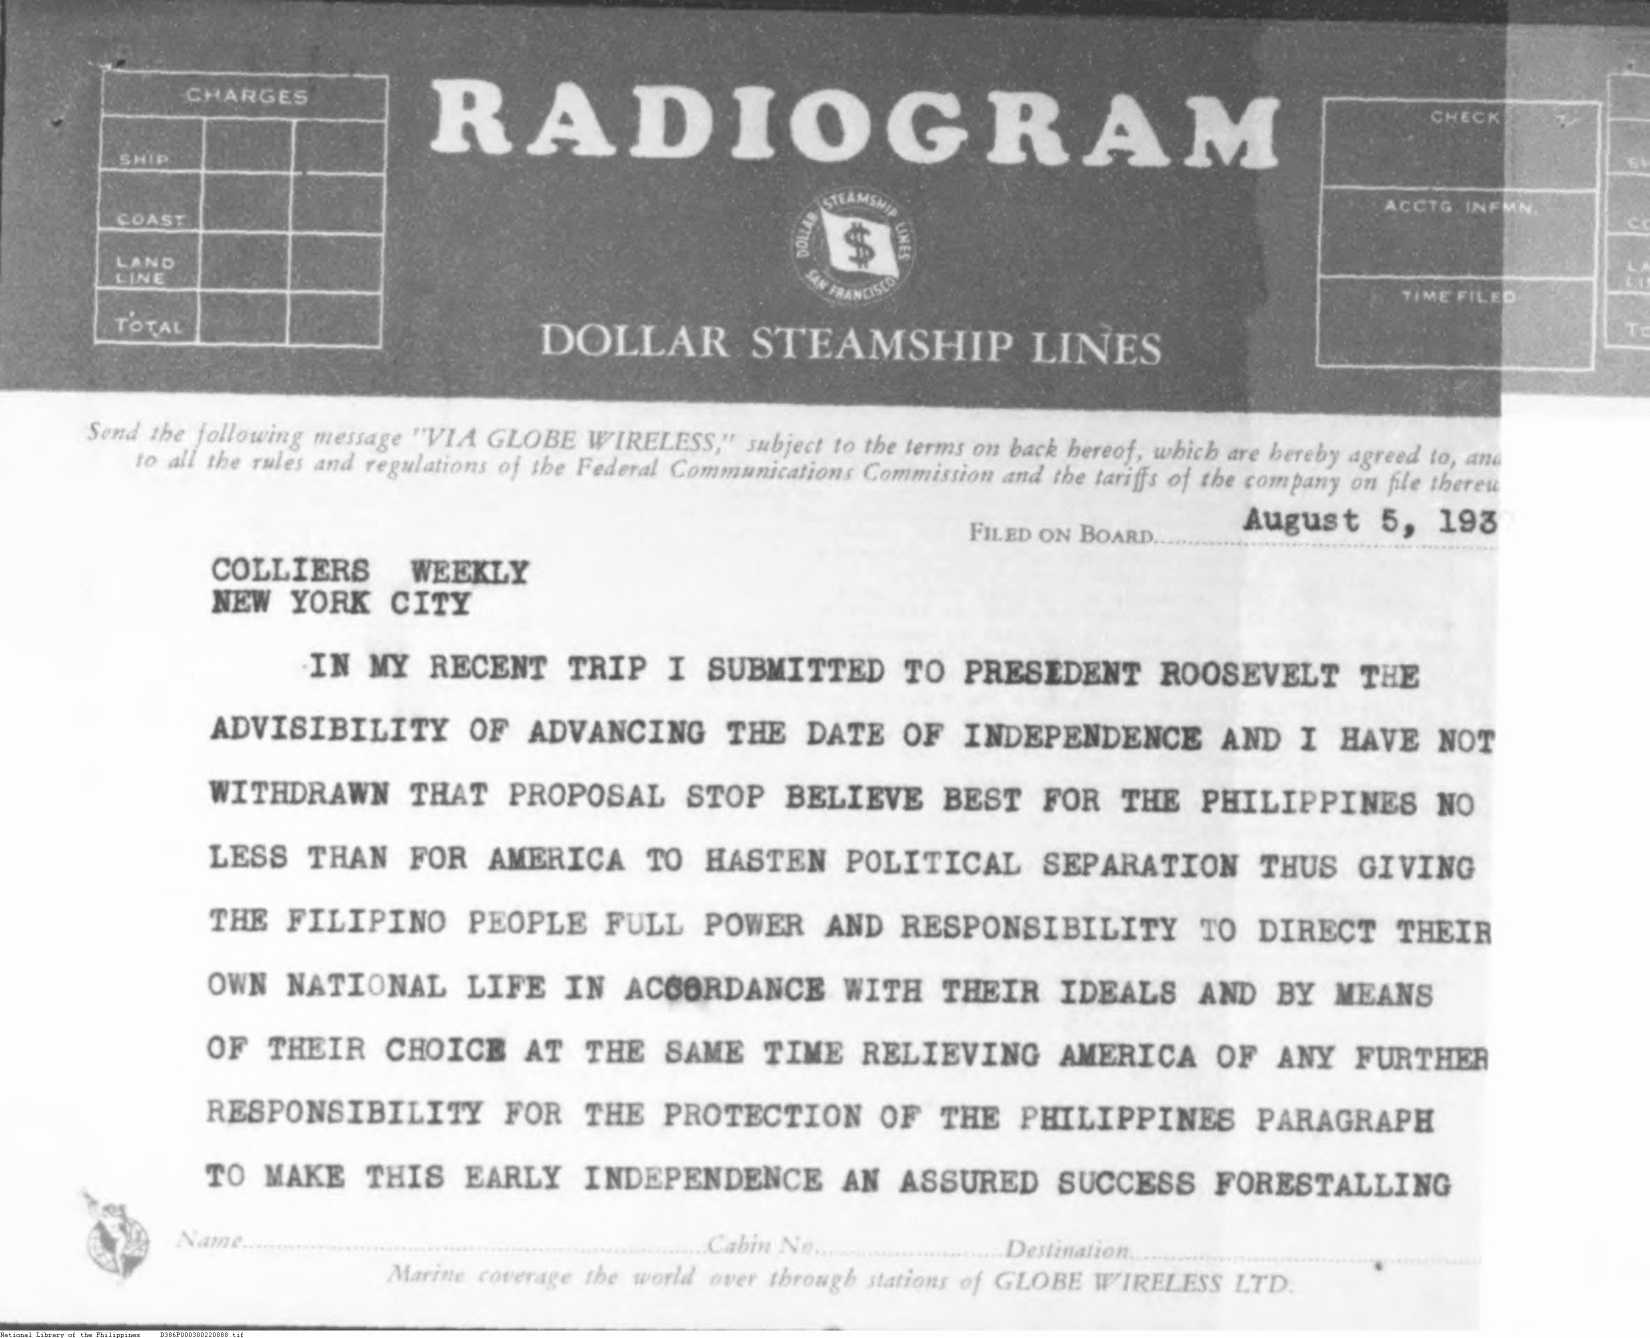 CHARGES
SHIP
COAST
LAND
LINE
TOTAL
RADIOGRAM
DOLLAR STEAMSHIP LINES
SAN FRANCISCO
$
DOLLAR STEAMSHIP LINES
CHECK
ACCTG INFMN.
TIME FILED
Send the following message "VIA GLOBE WIRELESS," subject to the terms on back hereof, which are hereby agreed to, and
to all the rules and regulations of the Federal Communications Commission and the tariffs of the company on file thereu
FILED ON BOARD August 5, 193
COLLIERS WEEKLY
NEW YORK CITY
IN MY RECENT TRIP I SUBMITTED TO PRESIDENT ROOSEVELT THE
ADVISIBILITY OF ADVANCING THE DATE OF INDEPENDENCE AND I HAVE NOT
WITHDRAWN THAT PROPOSAL STOP BELIEVE BEST FOR THE PHILIPPINES NO
LESS THAN FOR AMERICA TO HASTEN POLITICAL SEPARATION THUS GIVING
THE FILIPINO PEOPLE FULL POWER AND RESPONSIBILITY TO DIRECT THEIR
OWN NATIONAL LIFE IN ACCORDANCE WITH THEIR IDEALS AND BY MEANS
OF THEIR CHOICE AT THE SAME TIME RELIEVING AMERICA OF ANY FURTHER
RESPONSIBILITY FOR THE PROTECTION OF THE PHILIPPINES PARAGRAPH
TO MAKE THIS EARLY INDEPENDENCE AN ASSURED SUCCESS FORESTALLING
Name Cabin No. Destination
Marine coverage the world over through stations of GLOBE WIRELESS LTD.
National Library of the Philippines D386P000300220888.tif